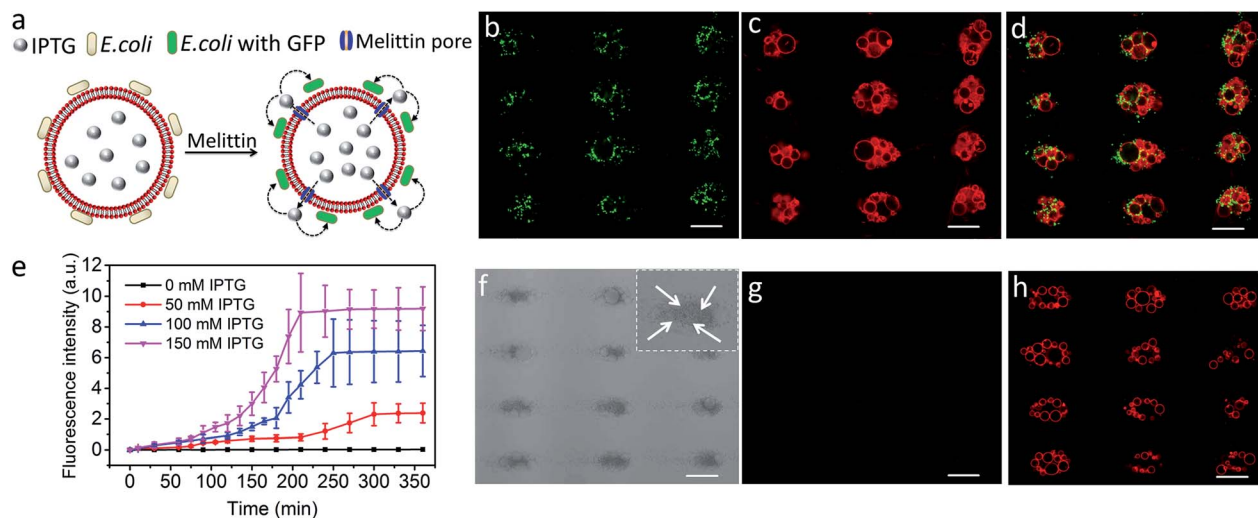 a
IPTG E.coli E.coli with GFP Melittin pore
Melittin
b
c
d
e
12
10
8
6
4
2
0
Fluorescence intensity (a.u.)
0 mM IPTG
50 mM IPTG
100 mM IPTG
150 mM IPTG
0 50 100 150 200 250 300 350
Time (min)
f
g
h